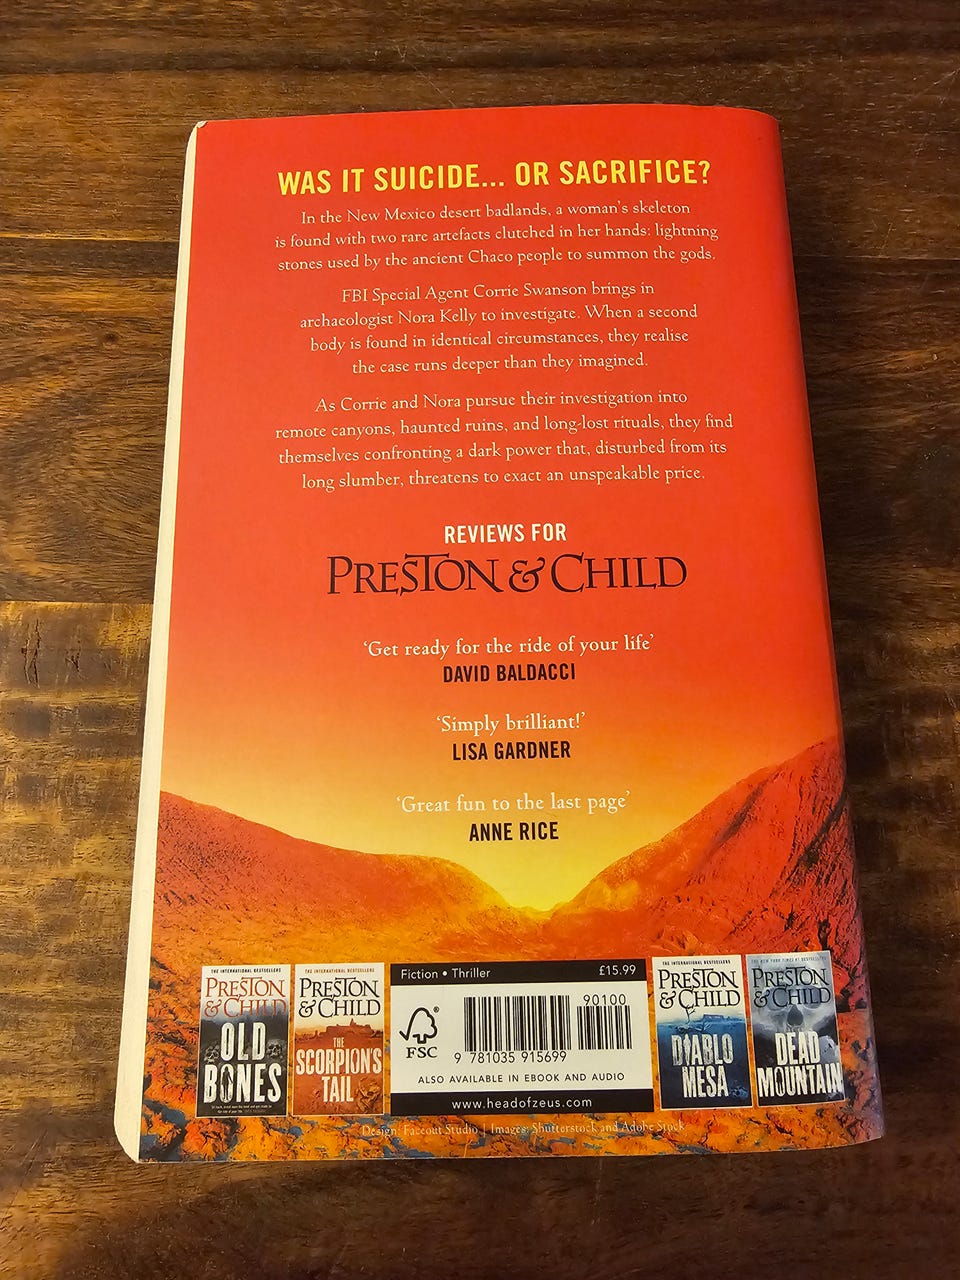 WAS IT SUICIDE... OR SACRIFICE?
In the New Mexico desert badlands, a woman's skeleton
is found with two rare artefacts clutched in her hands: lightning
stones used by the ancient Chaco people to summon the gods.
FBI Special Agent Corrie Swanson brings in
archaeologist Nora Kelly to investigate. When a second
body is found in identical circumstances, they realise
the case runs deeper than they imagined.
As Corrie and Nora pursue their investigation into
remote canyons, haunted ruins, and long-lost rituals, they find
themselves confronting a dark power that, disturbed from its
long slumber, threatens to exact an unspeakable price.
REVIEWS FOR
PRESTON & CHILD
'Get ready for the ride of your life'
DAVID BALDACCI
'Simply brilliant!'
LISA GARDNER
'Great fun to the last page'
ANNE RICE
THE INTERNATIONAL BESTSELLERS
PRESTON
& CHILD
OLD
BONES
THE INTERNATIONAL BESTSELLERS
PRESTON
& CHILD
THE
SCORPION'S
TAIL
Fiction • Thriller £15.99
FSC
90100
9 781035 915699
ALSO AVAILABLE IN EBOOK AND AUDIO
www.headofzeus.com
THE INTERNATIONAL BESTSELLERS
PRESTON
& CHILD
DIABLO
MESA
THE NEW YORK TIMES #1 BESTSELLERS
PRESTON
& CHILD
DEAD
MOUNTAIN
Design: Faceout Studio | Images: Shutterstock and Adobe Stock